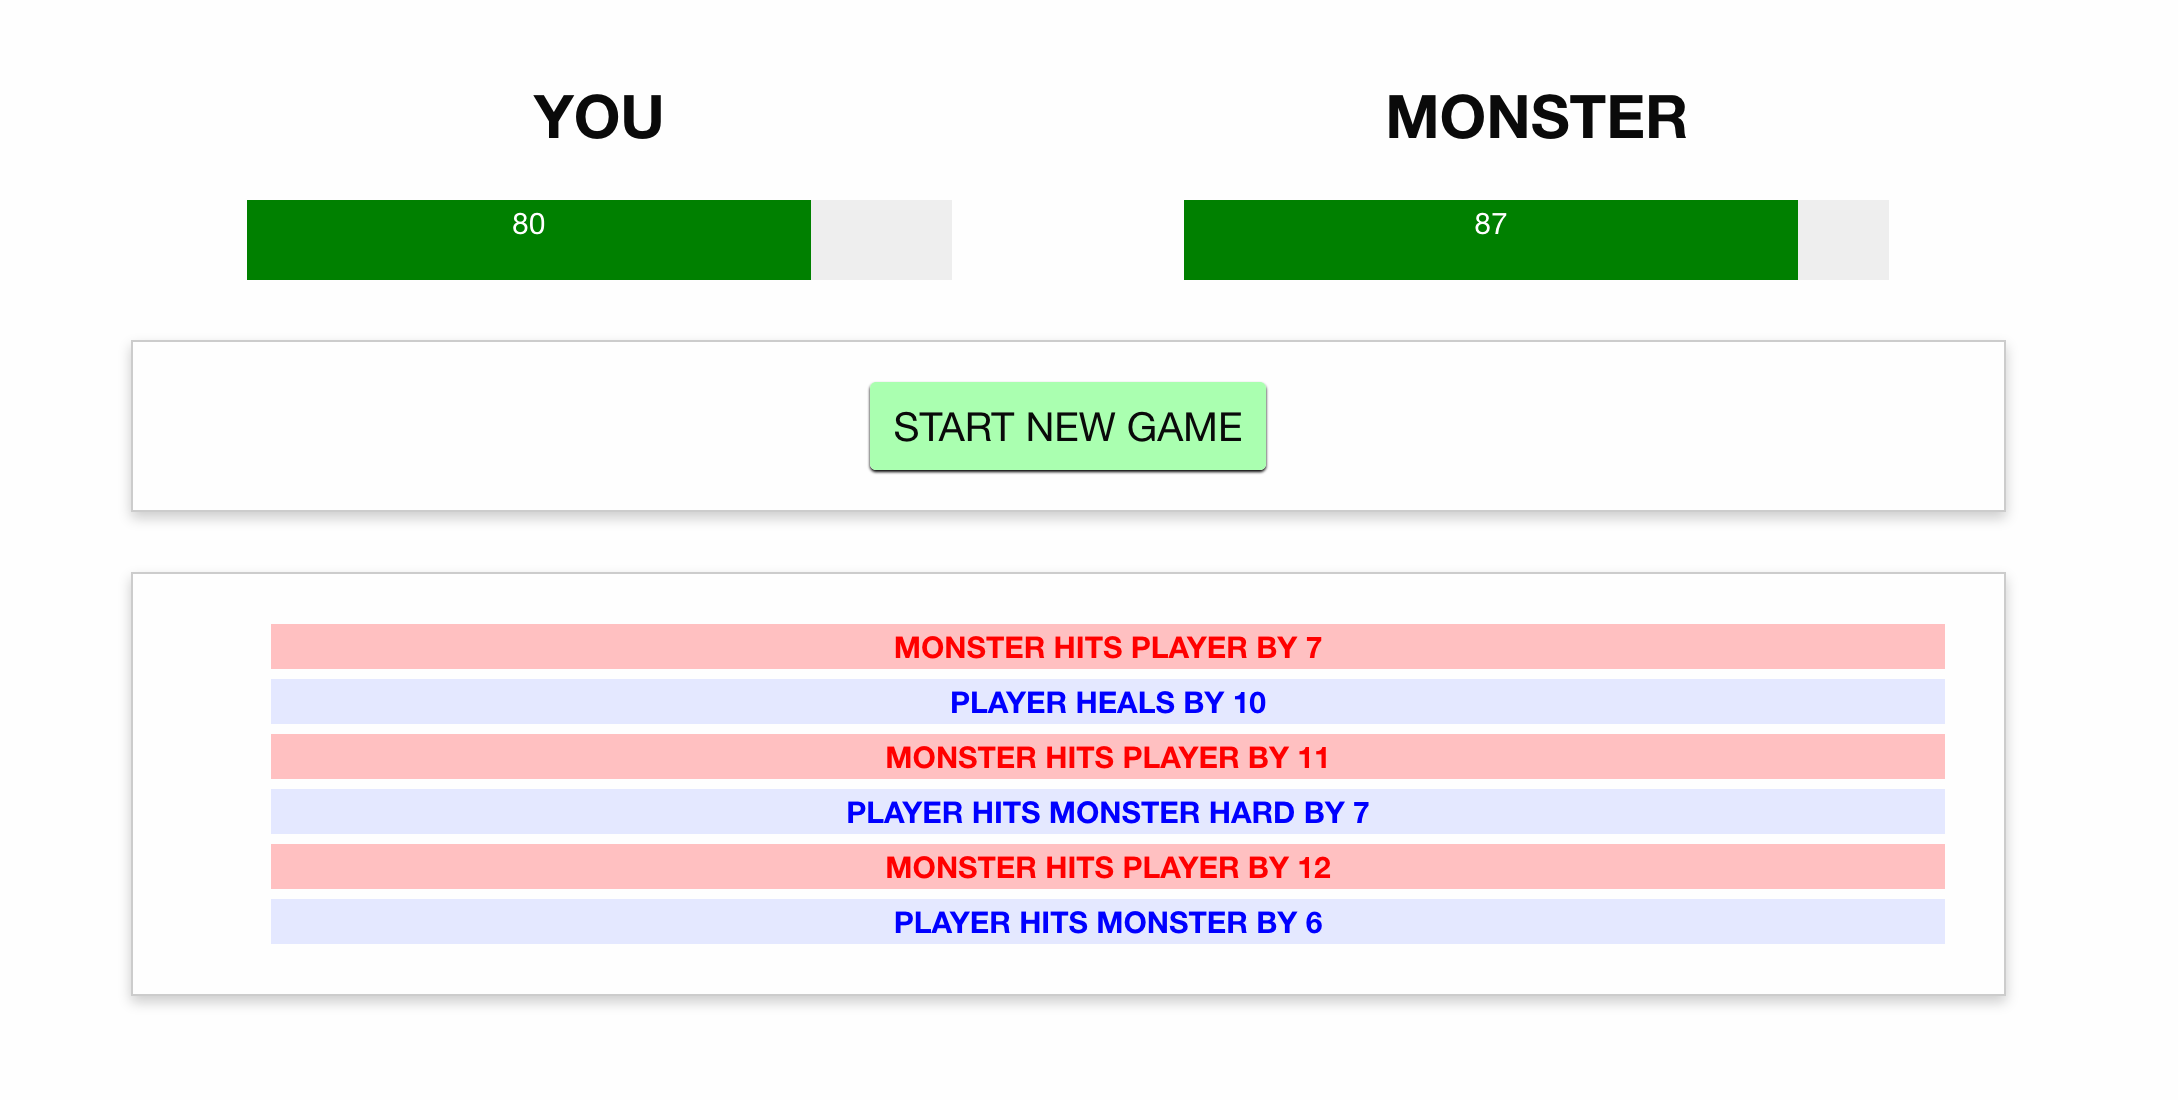 YOU
MONSTER
80
87
START NEW GAME
MONSTER HITS PLAYER BY 7
PLAYER HEALS BY 10
MONSTER HITS PLAYER BY 11
PLAYER HITS MONSTER HARD BY 7
MONSTER HITS PLAYER BY 12
PLAYER HITS MONSTER BY 6